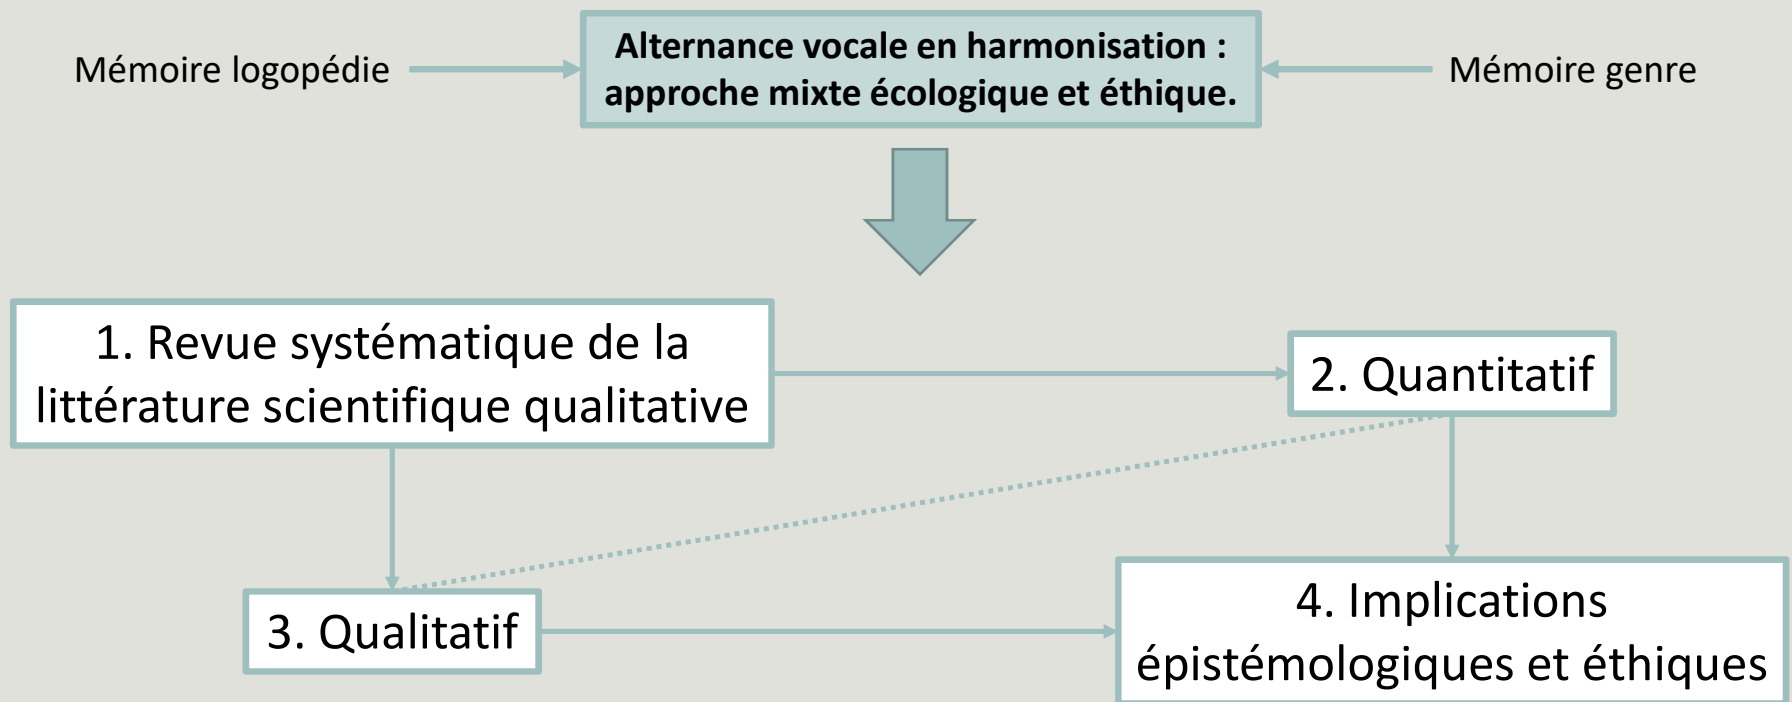 Mémoire logopédie
Alternance vocale en harmonisation :
approche mixte écologique et éthique.
Mémoire genre
1. Revue systématique de la
littérature scientifique qualitative
2. Quantitatif
3. Qualitatif
4. Implications
épistémologiques et éthiques